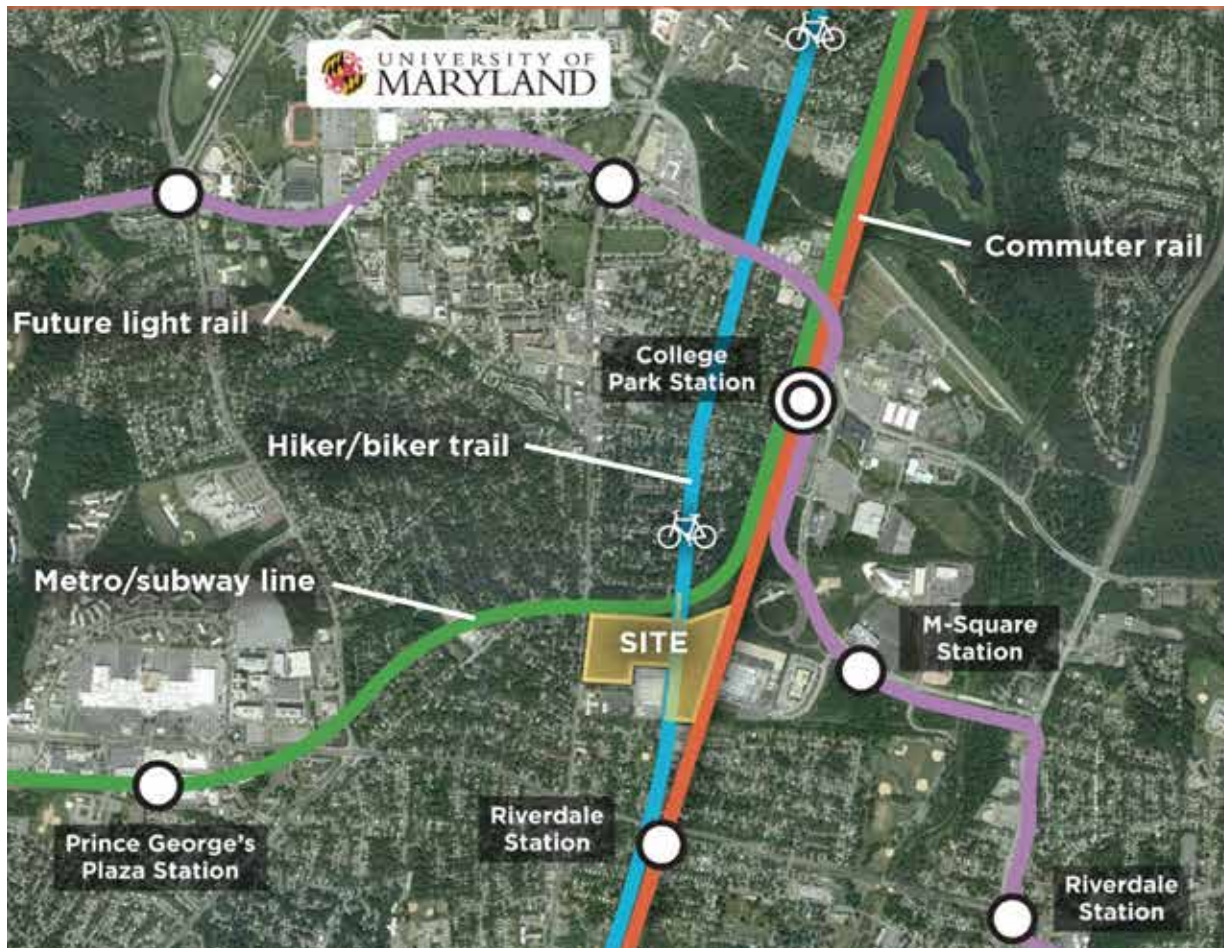 UNIVERSITY OF
MARYLAND
Commuter rail
Future light rail
College
Park Station
Hiker/biker trail
Metro/subway line
SITE
M-Square
Station
Riverdale
Station
Prince George's
Plaza Station
Riverdale
Station